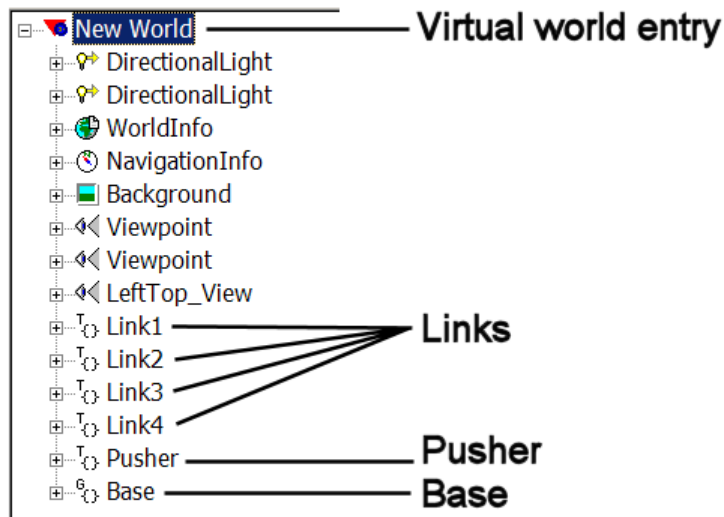 New World Virtual world entry
DirectionalLight
DirectionalLight
WorldInfo
NavigationInfo
Background
Viewpoint
Viewpoint
LeftTop_View
T{} Link1 Links
T{} Link2
T{} Link3
T{} Link4
T{} Pusher Pusher
G{} Base Base